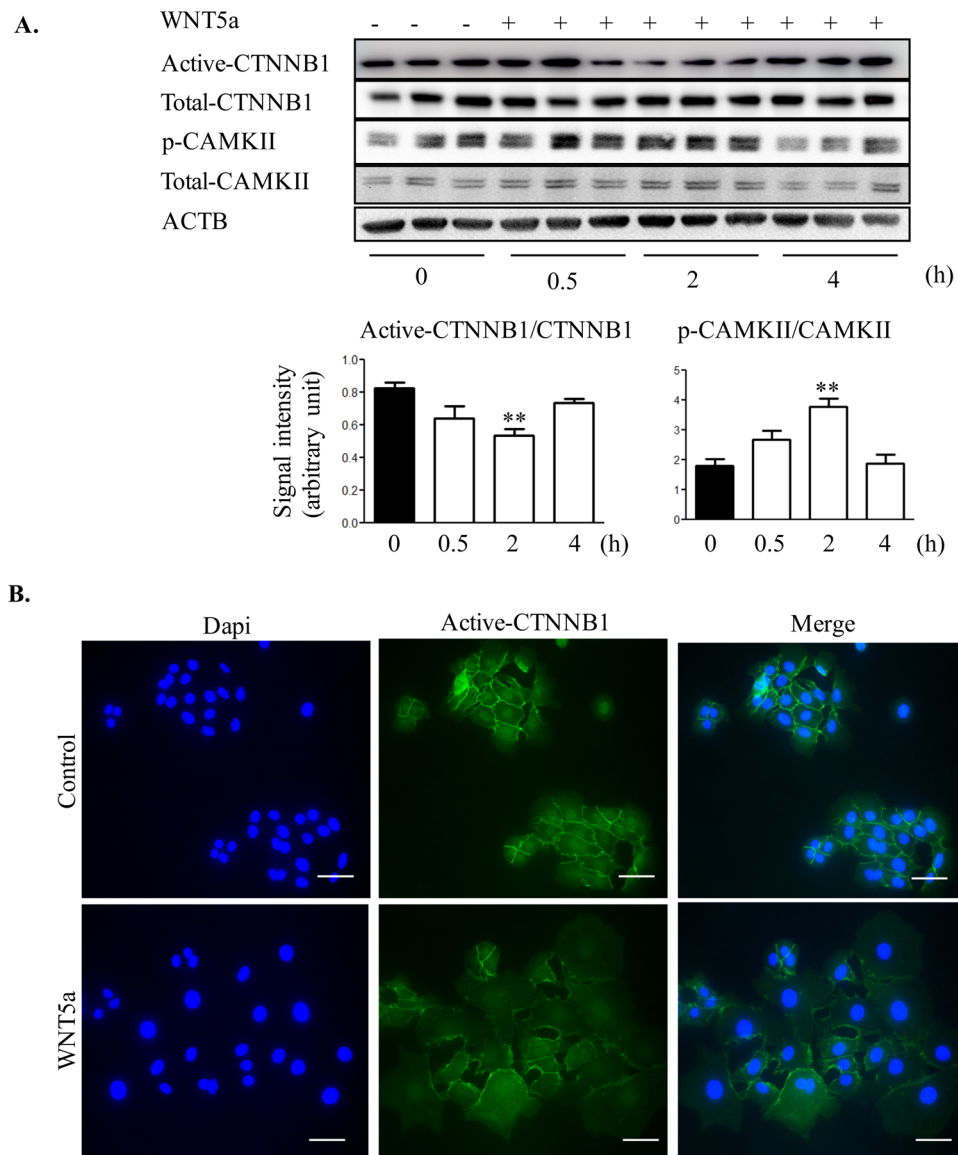 A.
WNT5a - - - + + + + + + + + +
Active-CTNNB1
Total-CTNNB1
p-CAMKII
Total-CAMKII
ACTB
0 0.5 2 4 (h)
Active-CTNNB1/CTNNB1
p-CAMKII/CAMKII
Signal intensity
(arbitrary unit)
1.0
0.8
0.6
0.4
0.2
0.0
**
0 0.5 2 4 (h)
5
4
3
2
1
0
**
0 0.5 2 4 (h)
B.
Dapi Active-CTNNB1 Merge
Control
WNT5a